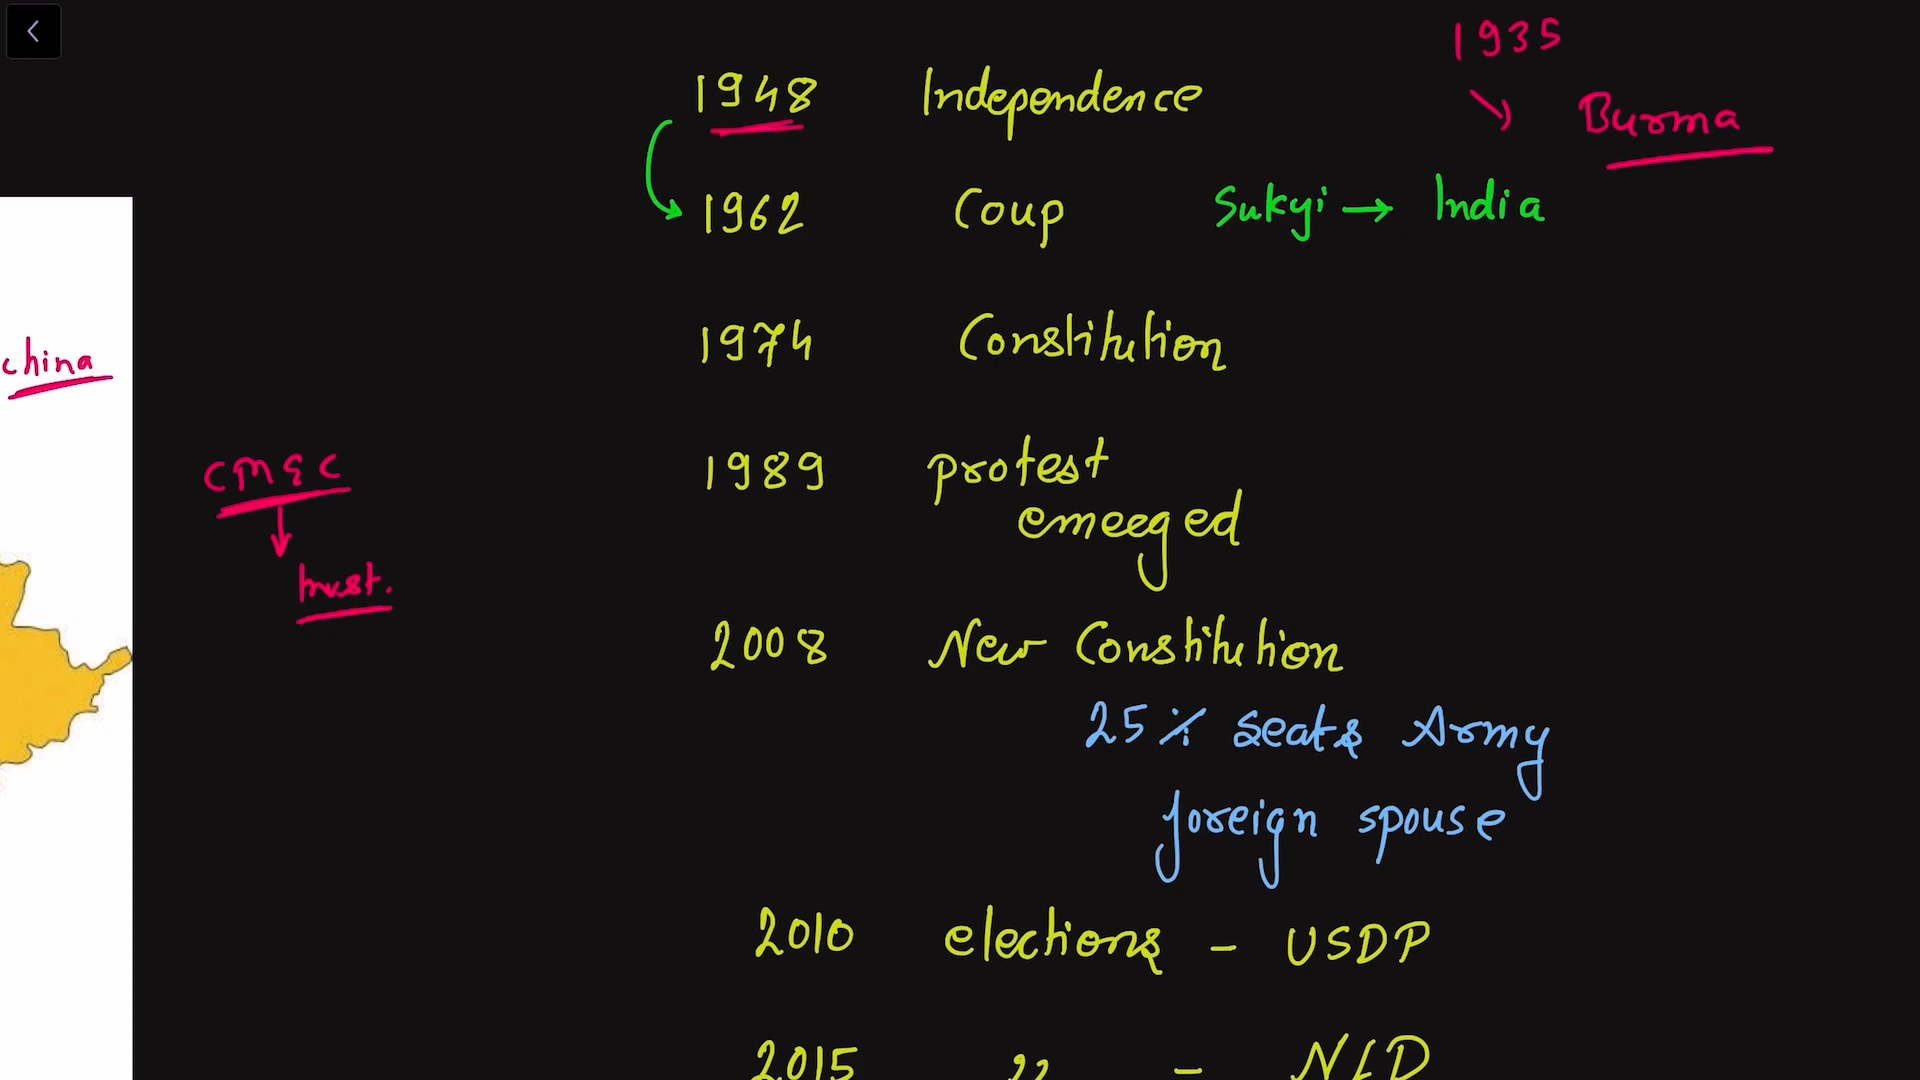 1935
1948 Independence
Burma
1962 Coup Sukyi → India
1974 Constitution
china
1989 protest
CMEC
emeeged
2008 New Constitution
25% seats Army
foreign spouse
2010 elections - USDP
2015 " - NLD